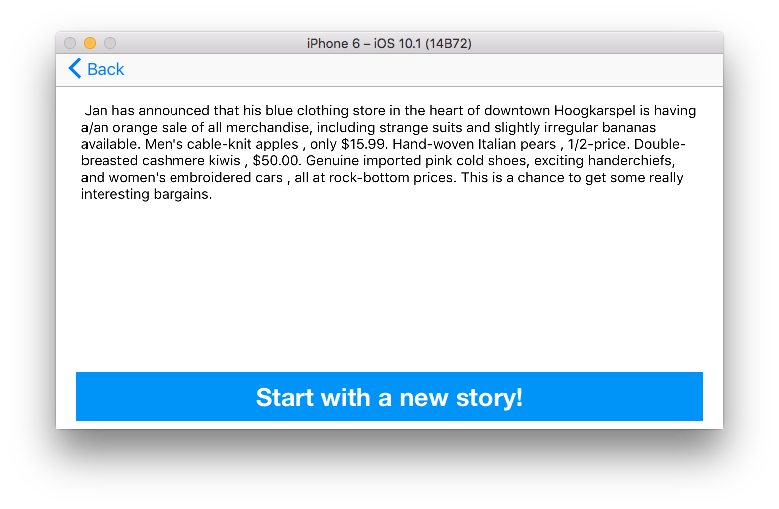 iPhone 6 – iOS 10.1 (14B72)
Back
Jan has announced that his blue clothing store in the heart of downtown Hoogkarspel is having
a/an orange sale of all merchandise, including strange suits and slightly irregular bananas
available. Men's cable-knit apples , only $15.99. Hand-woven Italian pears , 1/2-price. Double-
breasted cashmere kiwis , $50.00. Genuine imported pink cold shoes, exciting handerchiefs,
and women's embroidered cars , all at rock-bottom prices. This is a chance to get some really
interesting bargains.
Start with a new story!